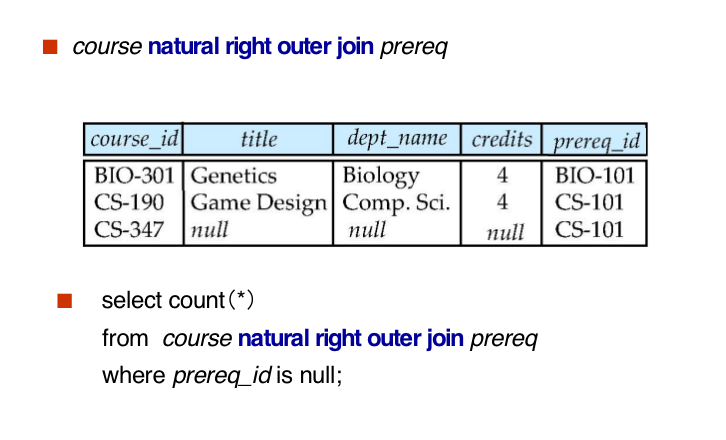 course natural right outer join prereq
course_id title dept_name credits prereq_id
BIO-301 Genetics Biology 4 BIO-101
CS-190 Game Design Comp. Sci. 4 CS-101
CS-347 null null null CS-101
select count(*)
from course natural right outer join prereq
where prereq_id is null;